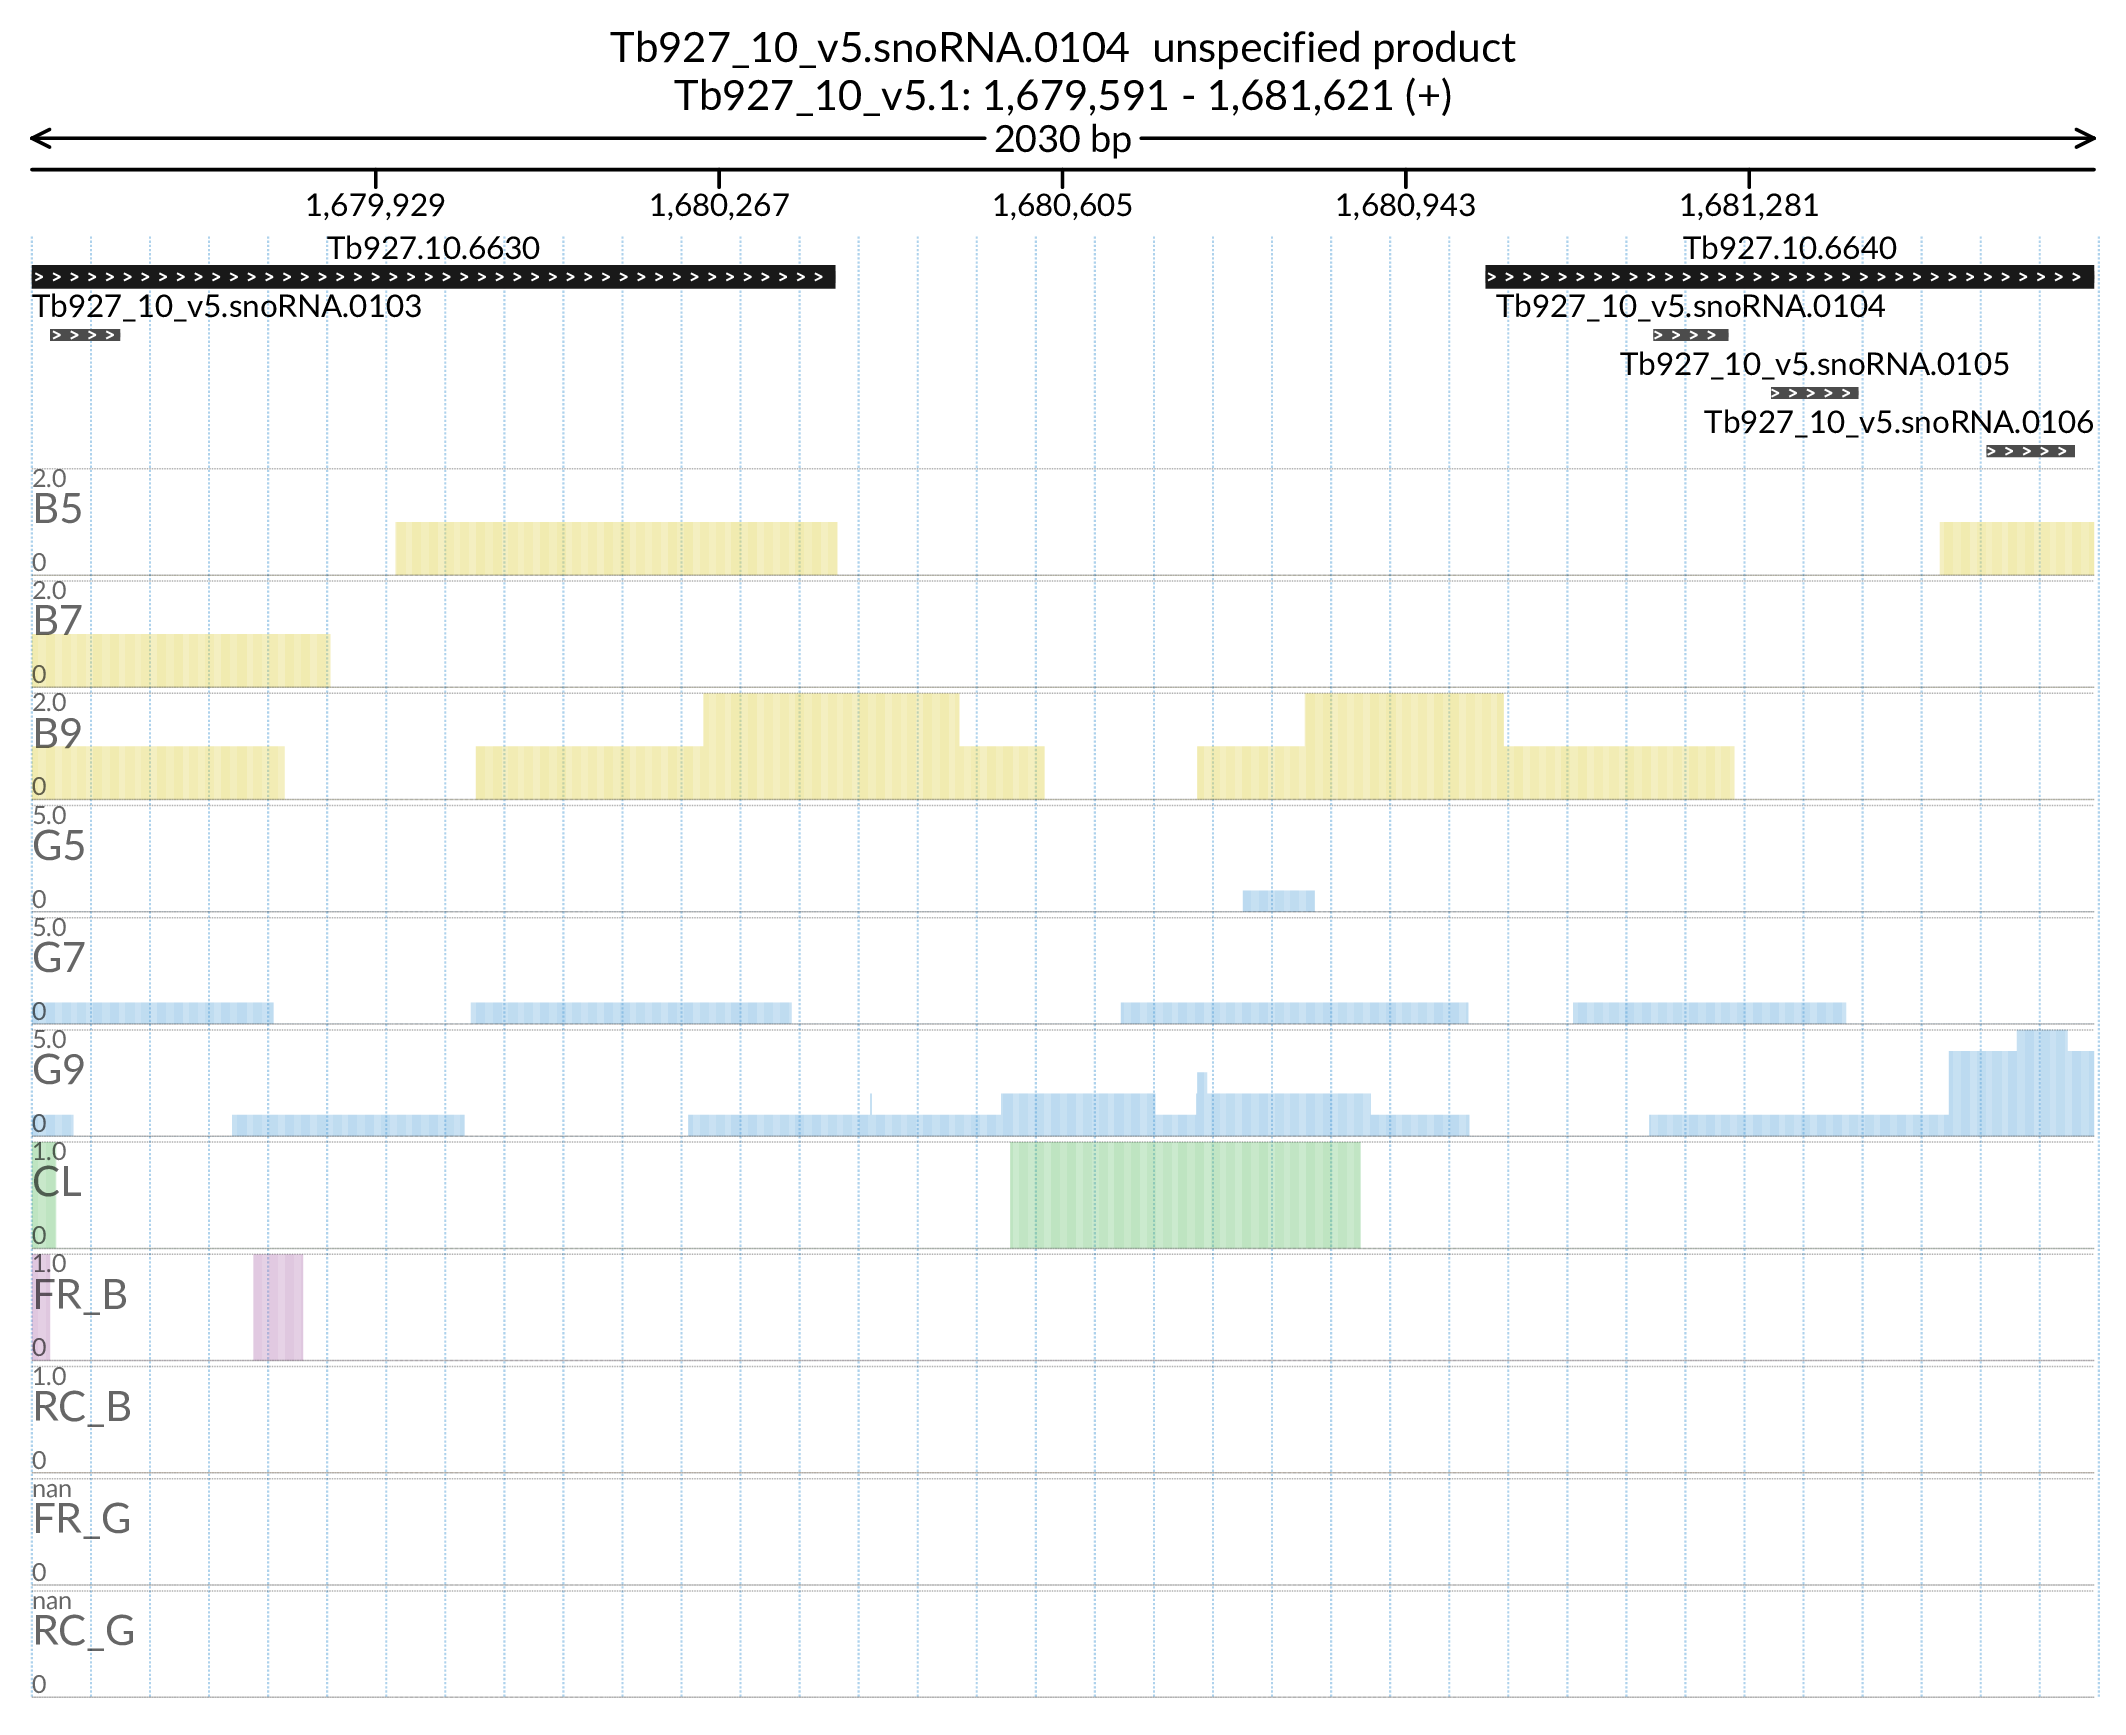 Tb927_10_v5.snoRNA.0104 unspecified product
Tb927_10_v5.1: 1,679,591 - 1,681,621 (+)
2030 bp
1,679,929 1,680,267 1,680,605 1,680,943 1,681,281
Tb927.10.6630 Tb927.10.6640
Tb927_10_v5.snoRNA.0103 Tb927_10_v5.snoRNA.0104
Tb927_10_v5.snoRNA.0105
Tb927_10_v5.snoRNA.0106
2.0
B5
0
2.0
B7
0
2.0
B9
0
5.0
G5
0
5.0
G7
0
5.0
G9
0
1.0
CL
0
1.0
FR_B
0
1.0
RC_B
0
nan
FR_G
0
nan
RC_G
0